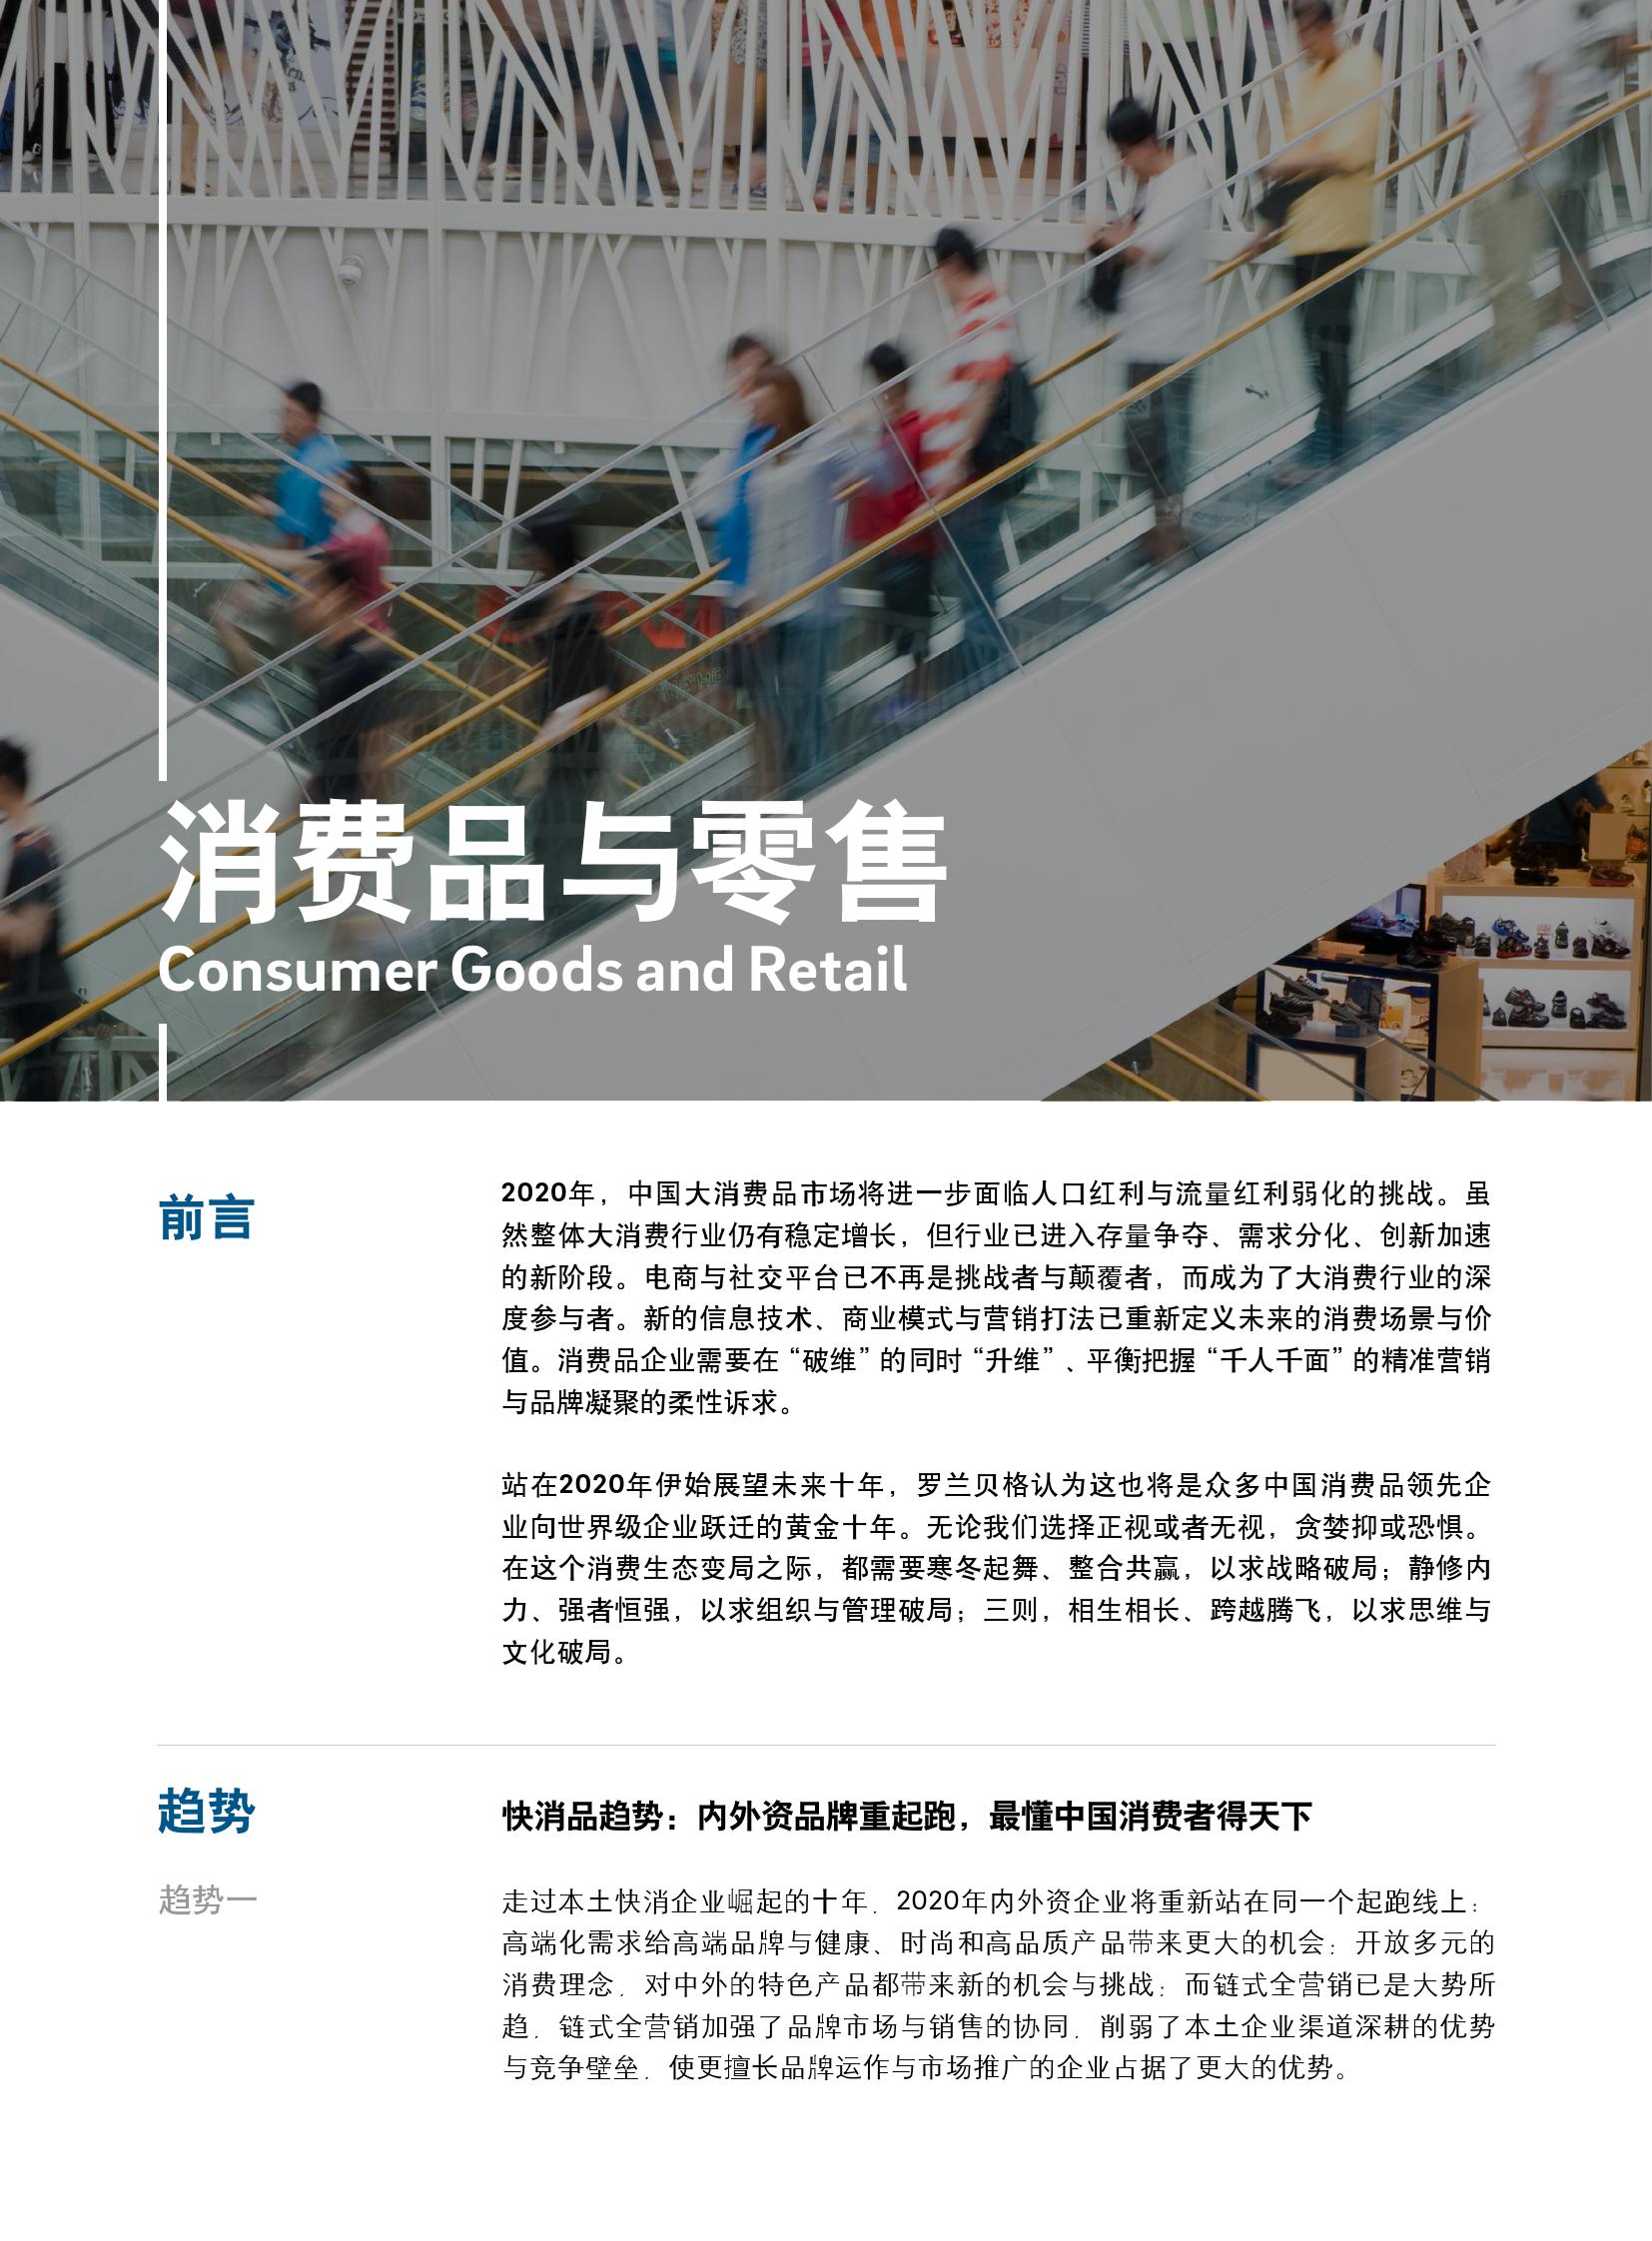 消费品与零售
Consumer Goods and Retail
前言
2020年，中国大消费品市场将进一步面临人口红利与流量红利弱化的挑战。虽
然整体大消费行业仍有稳定增长，但行业已进入存量争夺、需求分化、创新加速
的新阶段。电商与社交平台已不再是挑战者与颠覆者，而成为了大消费行业的深
度参与者。新的信息技术、商业模式与营销打法已重新定义未来的消费场景与价
值。消费品企业需要在“破维”的同时“升维”、平衡把握“千人千面”的精准营销
与品牌凝聚的柔性诉求。
站在2020年伊始展望未来十年，罗兰贝格认为这也将是众多中国消费品领先企
业向世界级企业跃迁的黄金十年。无论我们选择正视或者无视，贪婪抑或恐惧。
在这个消费生态变局之际，都需要寒冬起舞、整合共赢，以求战略破局；静修内
力、强者恒强，以求组织与管理破局；三则，相生相长、跨越腾飞，以求思维与
文化破局。
趋势
快消品趋势：内外资品牌重起跑，最懂中国消费者得天下
趋势一
走过本土快消企业崛起的十年，2020年内外资企业将重新站在同一个起跑线上：
高端化需求给高端品牌与健康、时尚和高品质产品带来更大的机会；开放多元的
消费理念，对中外的特色产品都带来新的机会与挑战；而链式全营销已是大势所
趋，链式全营销加强了品牌市场与销售的协同，削弱了本土企业渠道深耕的优势
与竞争壁垒，使更擅长品牌运作与市场推广的企业占据了更大的优势。